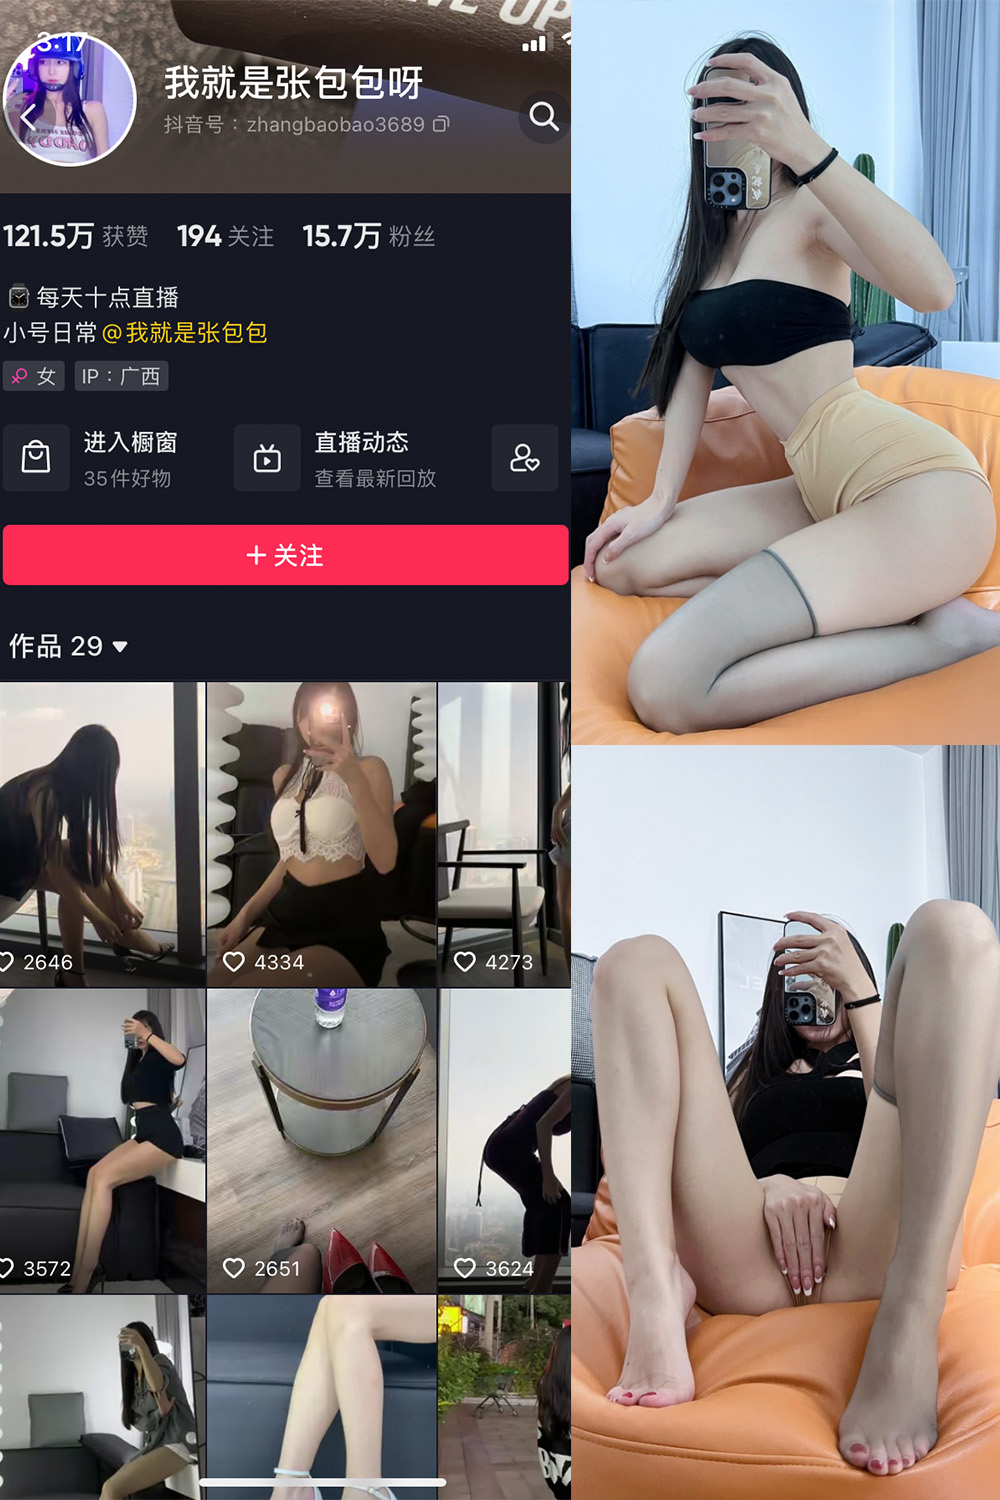 VE UP
3:17
我就是张包包呀
抖音号：zhangbaobao3689
121.5万 获赞 194 关注 15.7万 粉丝
每天十点直播
小号日常@我就是张包包
女 IP：广西
进入橱窗
35件好物
直播动态
查看最新回放
+ 关注
作品 29
2646
4334
4273
3572
2651
3624